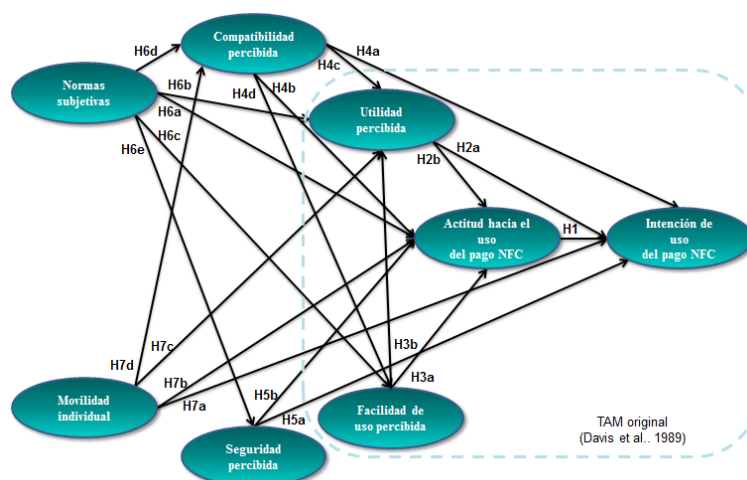 Compatibilidad
percibida
H4a
H6d
H4c
Normas
subjetivas
H6b
H4d
H4b
H6a
H6c
H6e
Utilidad
percibida
H2a
H2b
Actitud hacia el
uso
del pago NFC
H1
Intención de
uso
del pago NFC
H7c
H7d
H7b
H7a
H3b
H3a
H5b
H5a
Movilidad
individual
Facilidad de
uso percibida
Seguridad
percibida
TAM original
(Davis et al.. 1989)